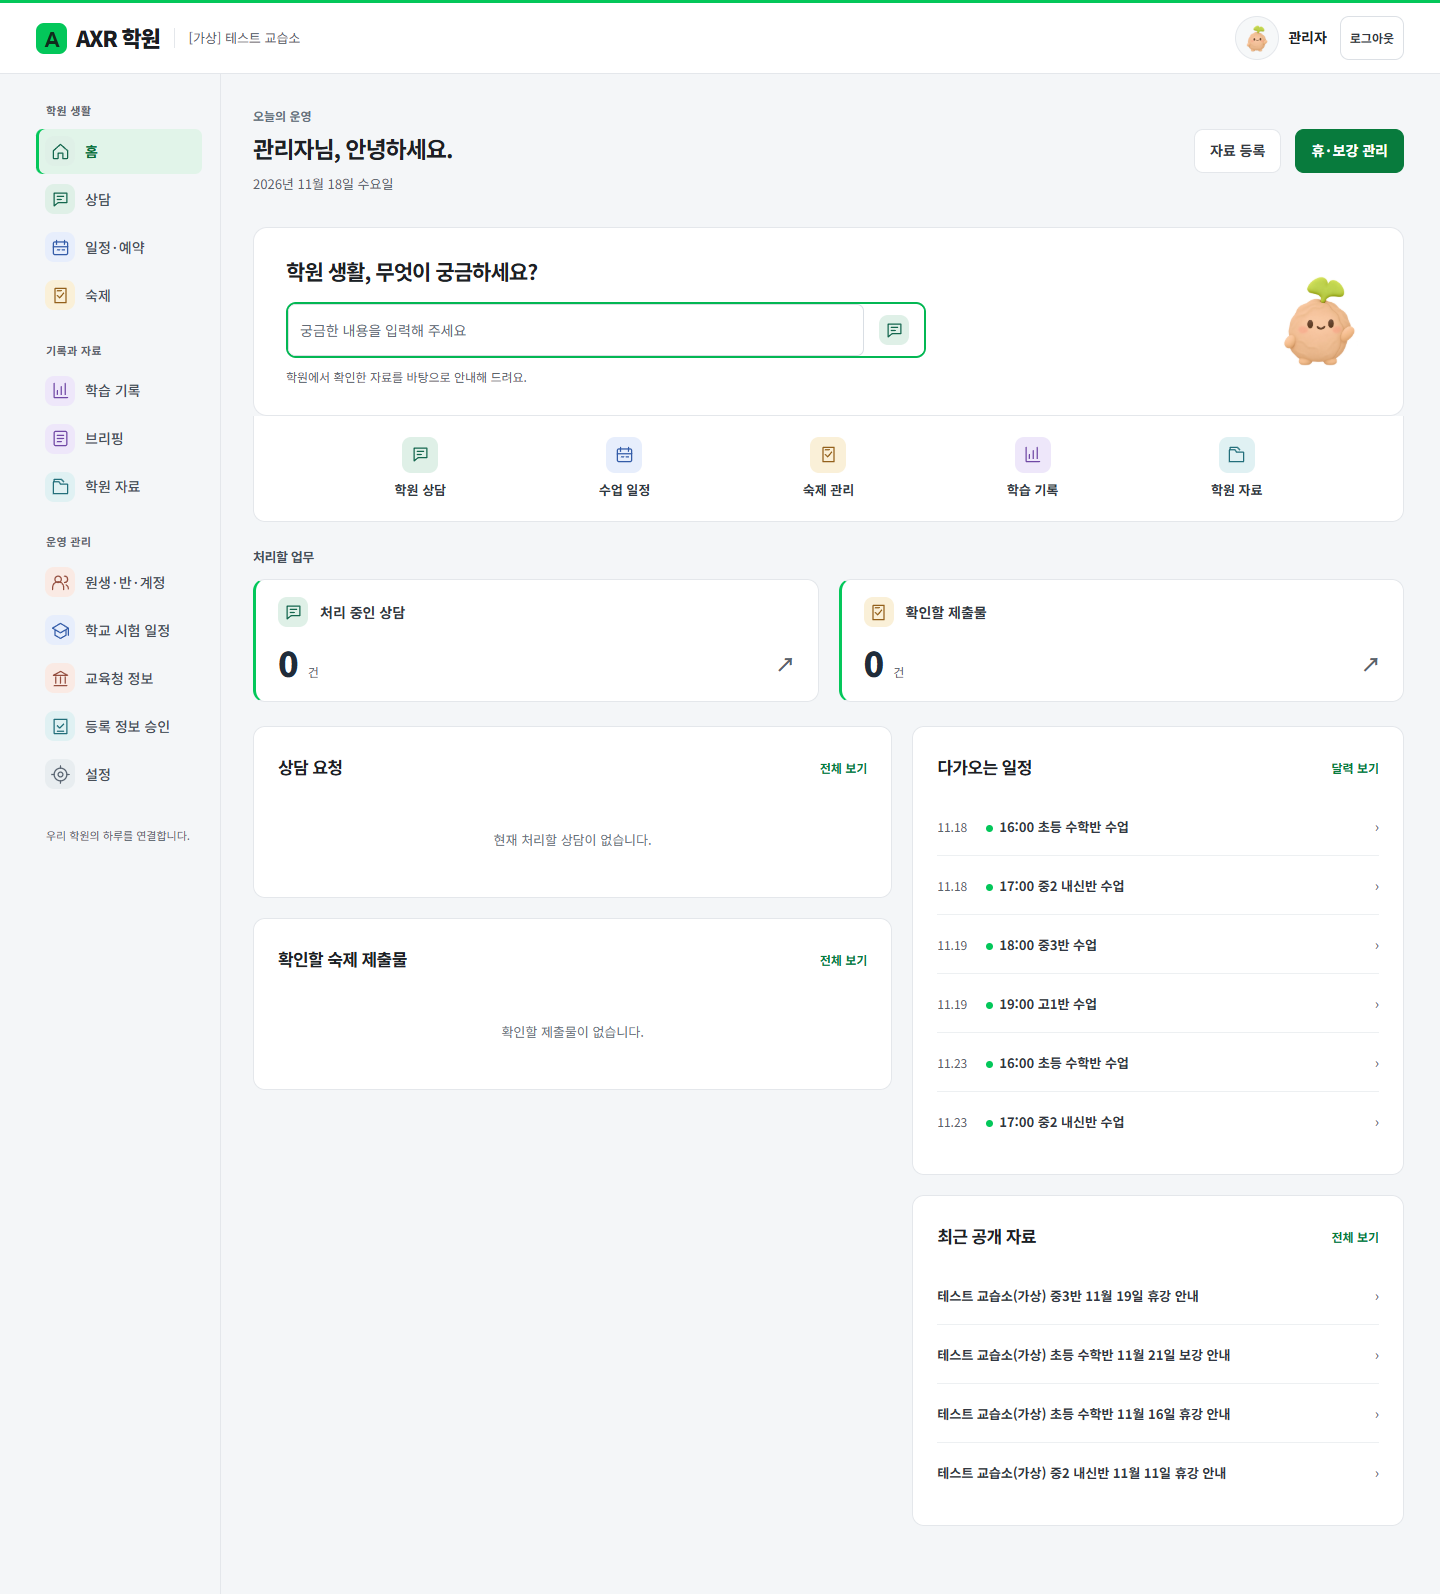 A AXR 학원
[가상] 테스트 교습소
관리자
로그아웃
학원 생활
홈
상담
일정·예약
숙제
기록과 자료
학습 기록
브리핑
학원 자료
운영 관리
원생·반·계정
학교 시험 일정
교육청 정보
등록 정보 승인
설정
우리 학원의 하루를 연결합니다.
오늘의 운영
관리자님, 안녕하세요.
2026년 11월 18일 수요일
자료 등록
휴·보강 관리
학원 생활, 무엇이 궁금하세요?
궁금한 내용을 입력해 주세요
학원에서 확인한 자료를 바탕으로 안내해 드려요.
학원 상담
수업 일정
숙제 관리
학습 기록
학원 자료
처리할 업무
처리 중인 상담
0 건
확인할 제출물
0 건
상담 요청
전체 보기
현재 처리할 상담이 없습니다.
확인할 숙제 제출물
전체 보기
확인할 제출물이 없습니다.
다가오는 일정
달력 보기
11.18 16:00 초등 수학반 수업
11.18 17:00 중2 내신반 수업
11.19 18:00 중3반 수업
11.19 19:00 고1반 수업
11.23 16:00 초등 수학반 수업
11.23 17:00 중2 내신반 수업
최근 공개 자료
전체 보기
테스트 교습소(가상) 중3반 11월 19일 휴강 안내
테스트 교습소(가상) 초등 수학반 11월 21일 보강 안내
테스트 교습소(가상) 초등 수학반 11월 16일 휴강 안내
테스트 교습소(가상) 중2 내신반 11월 11일 휴강 안내